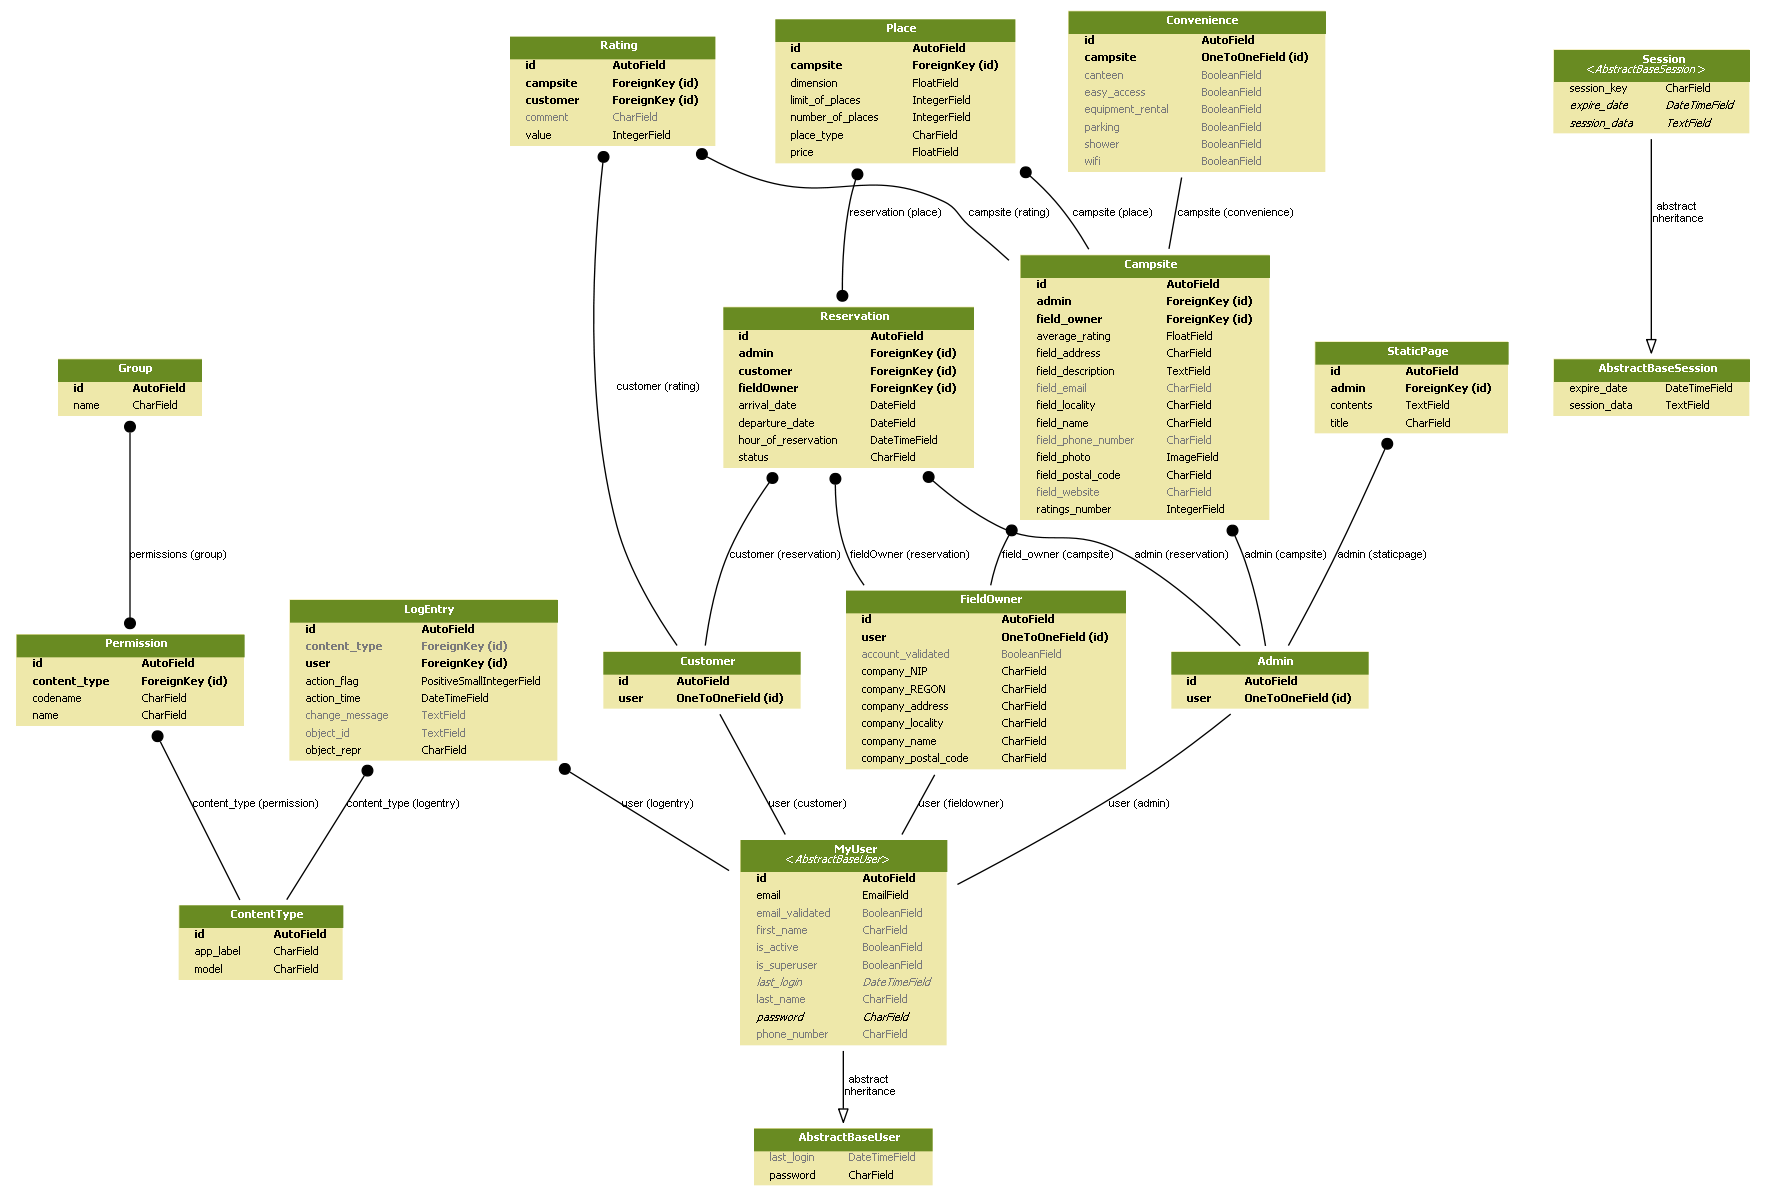 Rating
id AutoField
campsite ForeignKey (id)
customer ForeignKey (id)
comment CharField
value IntegerField
Place
id AutoField
campsite ForeignKey (id)
dimension FloatField
limit_of_places IntegerField
number_of_places IntegerField
place_type CharField
price FloatField
Convenience
id AutoField
campsite OneToOneField (id)
canteen BooleanField
easy_access BooleanField
equipment_rental BooleanField
parking BooleanField
shower BooleanField
wifi BooleanField
Session
<AbstractBaseSession>
session_key CharField
expire_date DateTimeField
session_data TextField
reservation (place)
campsite (rating)
campsite (place)
campsite (convenience)
abstract
nheritance
Campsite
id AutoField
admin ForeignKey (id)
field_owner ForeignKey (id)
average_rating FloatField
field_address CharField
field_description TextField
field_email CharField
field_locality CharField
field_name CharField
field_phone_number CharField
field_photo ImageField
field_postal_code CharField
field_website CharField
ratings_number IntegerField
Reservation
id AutoField
admin ForeignKey (id)
customer ForeignKey (id)
fieldOwner ForeignKey (id)
arrival_date DateField
departure_date DateField
hour_of_reservation DateTimeField
status CharField
StaticPage
id AutoField
admin ForeignKey (id)
contents TextField
title CharField
AbstractBaseSession
expire_date DateTimeField
session_data TextField
Group
id AutoField
name CharField
customer (rating)
permissions (group)
customer (reservation)
fieldOwner (reservation)
field_owner (campsite)
admin (reservation)
admin (campsite)
admin (staticpage)
Permission
id AutoField
content_type ForeignKey (id)
codename CharField
name CharField
LogEntry
id AutoField
content_type ForeignKey (id)
user ForeignKey (id)
action_flag PositiveSmallIntegerField
action_time DateTimeField
change_message TextField
object_id TextField
object_repr CharField
Customer
id AutoField
user OneToOneField (id)
FieldOwner
id AutoField
user OneToOneField (id)
account_validated BooleanField
company_NIP CharField
company_REGON CharField
company_address CharField
company_locality CharField
company_name CharField
company_postal_code CharField
Admin
id AutoField
user OneToOneField (id)
content_type (permission)
content_type (logentry)
user (logentry)
user (customer)
user (fieldowner)
user (admin)
ContentType
id AutoField
app_label CharField
model CharField
MyUser
<AbstractBaseUser>
id AutoField
email EmailField
email_validated BooleanField
first_name CharField
is_active BooleanField
is_superuser BooleanField
last_login DateTimeField
last_name CharField
password CharField
phone_number CharField
abstract
nheritance
AbstractBaseUser
last_login DateTimeField
password CharField